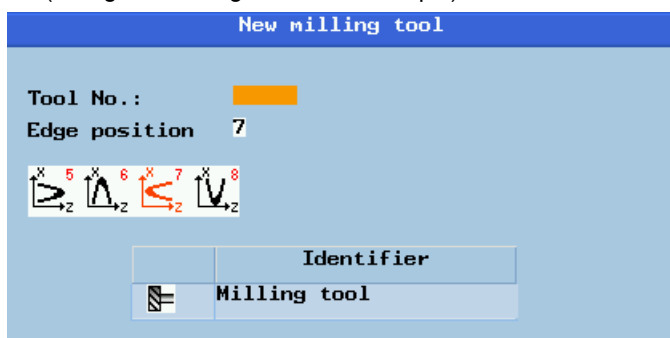 New milling tool
Tool No.:
Edge position 7
X 5 X 6 X 7 X 8
Z Z Z Z
Identifier
Milling tool